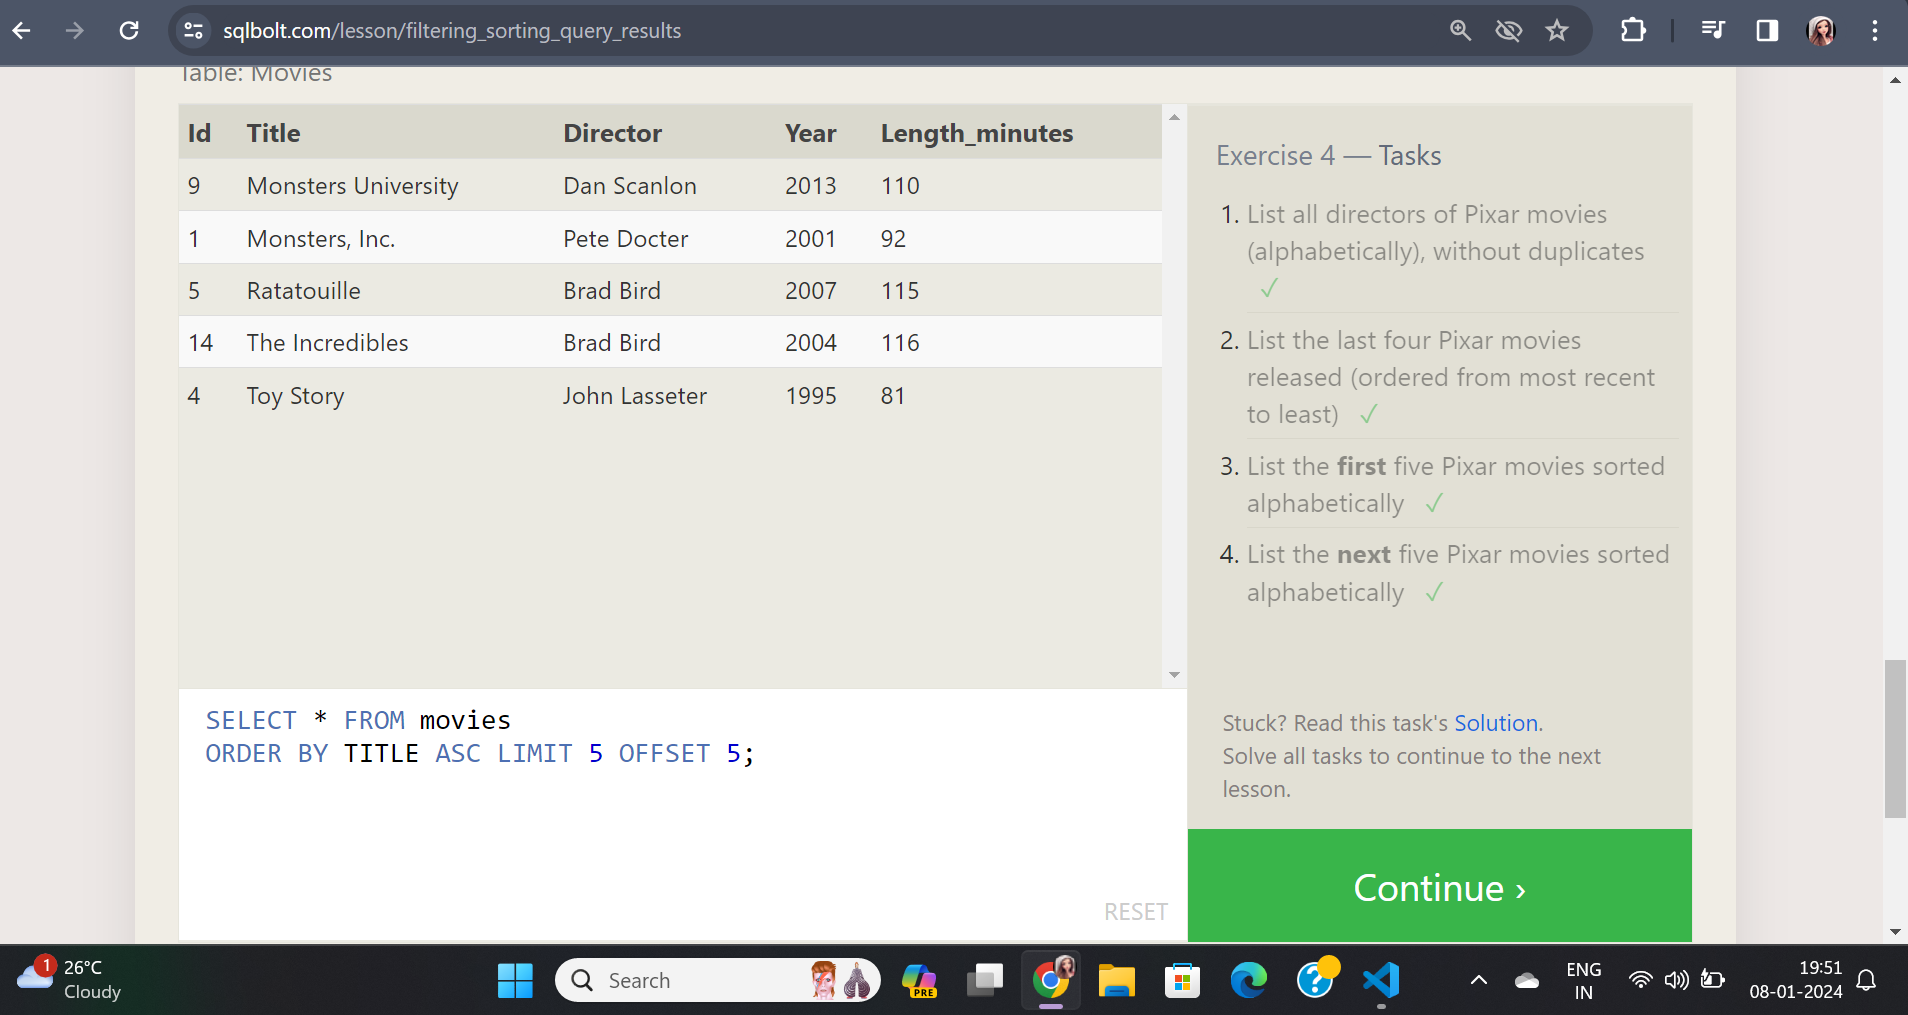 sqlbolt.com/lesson/filtering_sorting_query_results
Table: Movies
Id Title Director Year Length_minutes
9 Monsters University Dan Scanlon 2013 110
1 Monsters, Inc. Pete Docter 2001 92
5 Ratatouille Brad Bird 2007 115
14 The Incredibles Brad Bird 2004 116
4 Toy Story John Lasseter 1995 81
SELECT * FROM movies
ORDER BY TITLE ASC LIMIT 5 OFFSET 5;
RESET
Exercise 4 — Tasks
1. List all directors of Pixar movies
(alphabetically), without duplicates
✓
2. List the last four Pixar movies
released (ordered from most recent
to least) ✓
3. List the first five Pixar movies sorted
alphabetically ✓
4. List the next five Pixar movies sorted
alphabetically ✓
Stuck? Read this task's Solution.
Solve all tasks to continue to the next
lesson.
Continue ›
1
26°C
Cloudy
Search
PRE
ENG
IN
19:51
08-01-2024